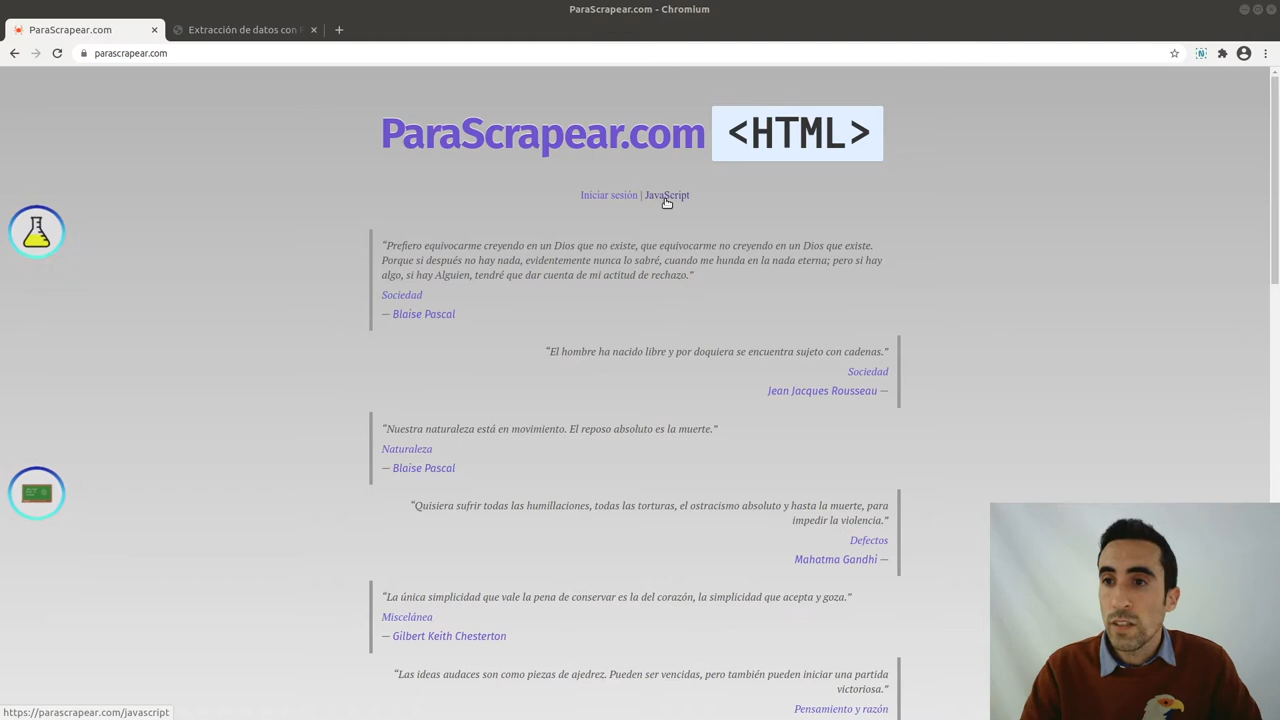 ParaScrapear.com - Chromium
ParaScrapear.com
Extracción de datos con
parascrapear.com
ParaScrapear.com <HTML>
Iniciar sesión | JavaScript
“Prefiero equivocarme creyendo en un Dios que no existe, que equivocarme no creyendo en un Dios que existe.
Porque si después no hay nada, evidentemente nunca lo sabré, cuando me hunda en la nada eterna; pero si hay
algo, si hay Alguien, tendré que dar cuenta de mi actitud de rechazo.”
Sociedad
— Blaise Pascal
“El hombre ha nacido libre y por doquiera se encuentra sujeto con cadenas.”
Sociedad
Jean Jacques Rousseau —
“Nuestra naturaleza está en movimiento. El reposo absoluto es la muerte.”
Naturaleza
— Blaise Pascal
“Quisiera sufrir todas las humillaciones, todas las torturas, el ostracismo absoluto y hasta la muerte, para
impedir la violencia.”
Defectos
Mahatma Gandhi —
“La única simplicidad que vale la pena de conservar es la del corazón, la simplicidad que acepta y goza.”
Miscelánea
— Gilbert Keith Chesterton
“Las ideas audaces son como piezas de ajedrez. Pueden ser vencidas, pero también pueden iniciar una partida
victoriosa.”
Pensamiento y razón
https://parascrapear.com/javascript